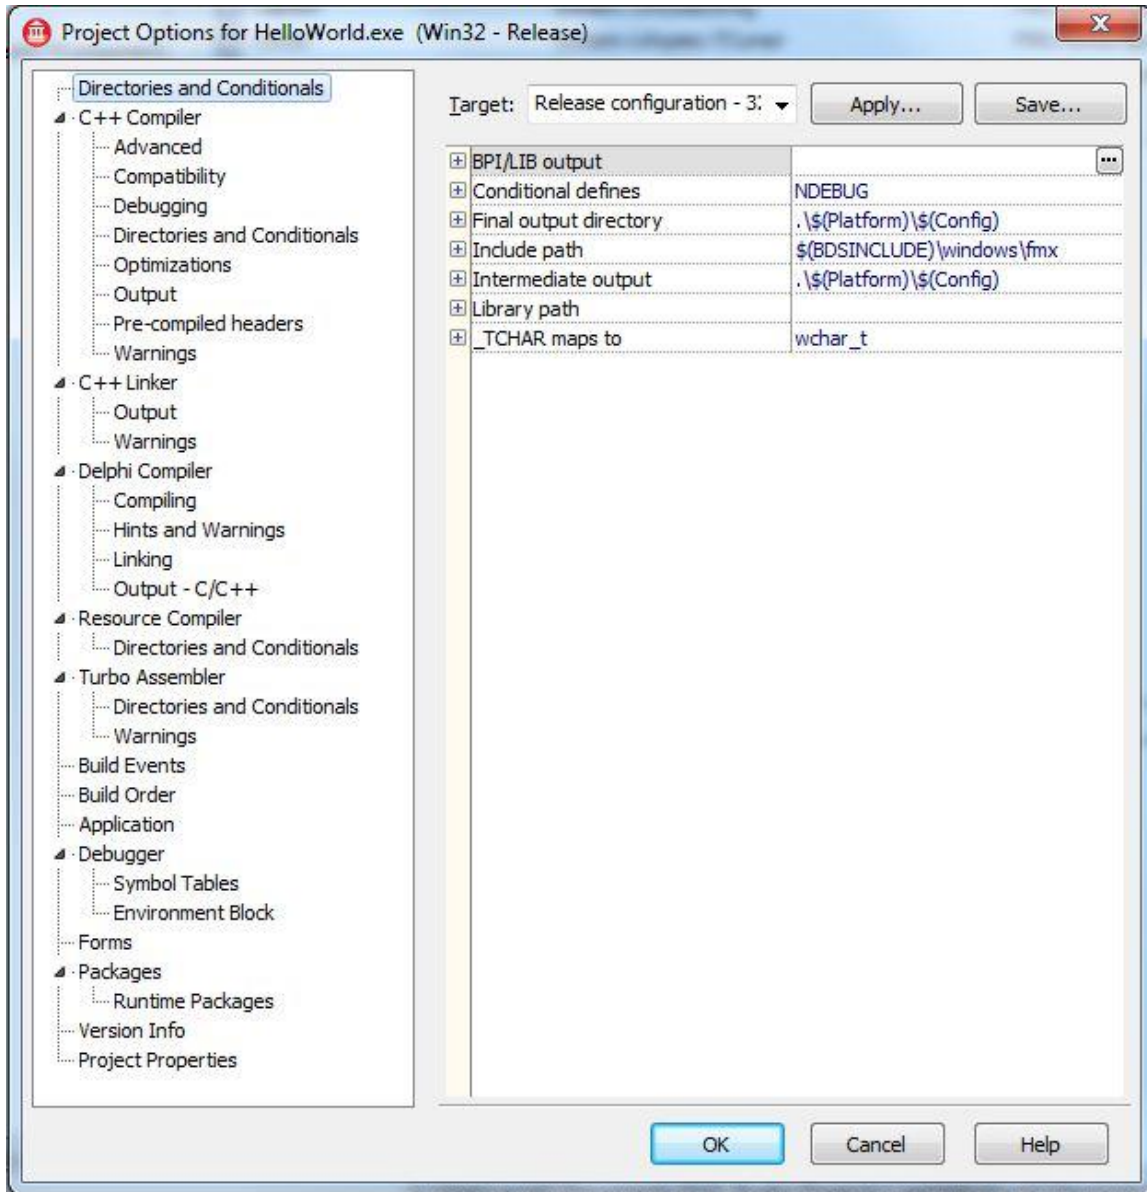 Project Options for HelloWorld.exe (Win32 - Release)
Directories and Conditionals
C++ Compiler
Advanced
Compatibility
Debugging
Directories and Conditionals
Optimizations
Output
Pre-compiled headers
Warnings
C++ Linker
Output
Warnings
Delphi Compiler
Compiling
Hints and Warnings
Linking
Output - C/C++
Resource Compiler
Directories and Conditionals
Turbo Assembler
Directories and Conditionals
Warnings
Build Events
Build Order
Application
Debugger
Symbol Tables
Environment Block
Forms
Packages
Runtime Packages
Version Info
Project Properties
Target: Release configuration - 3 Apply... Save...
BPI/LIB output ...
Conditional defines NDEBUG
Final output directory .\$(Platform)\$(Config)
Include path $(BDSINCLUDE)\windows\fmx
Intermediate output .\$(Platform)\$(Config)
Library path
_TCHAR maps to wchar_t
OK Cancel Help